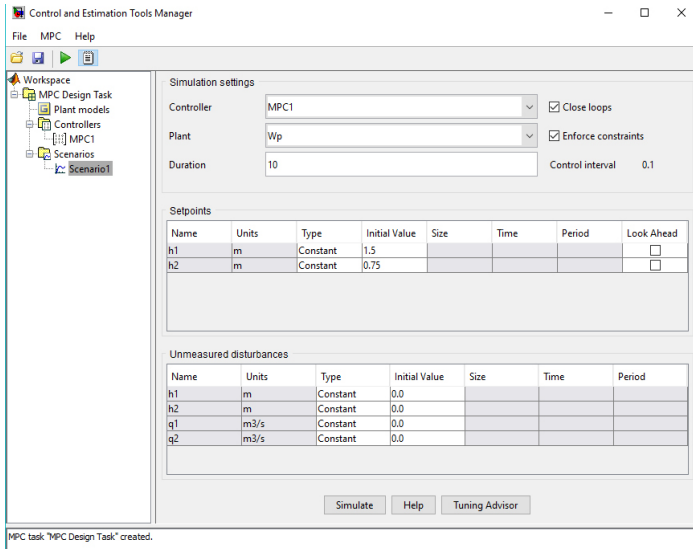 Control and Estimation Tools Manager
File MPC Help
Workspace
MPC Design Task
Plant models
Controllers
MPC1
Scenarios
Scenario1
Simulation settings
Controller MPC1 Close loops
Plant Wp Enforce constraints
Duration 10 Control interval 0.1
Setpoints
Name Units Type Initial Value Size Time Period Look Ahead
h1 m Constant 1.5
h2 m Constant 0.75
Unmeasured disturbances
Name Units Type Initial Value Size Time Period
h1 m Constant 0.0
h2 m Constant 0.0
q1 m3/s Constant 0.0
q2 m3/s Constant 0.0
Simulate Help Tuning Advisor
MPC task "MPC Design Task" created.